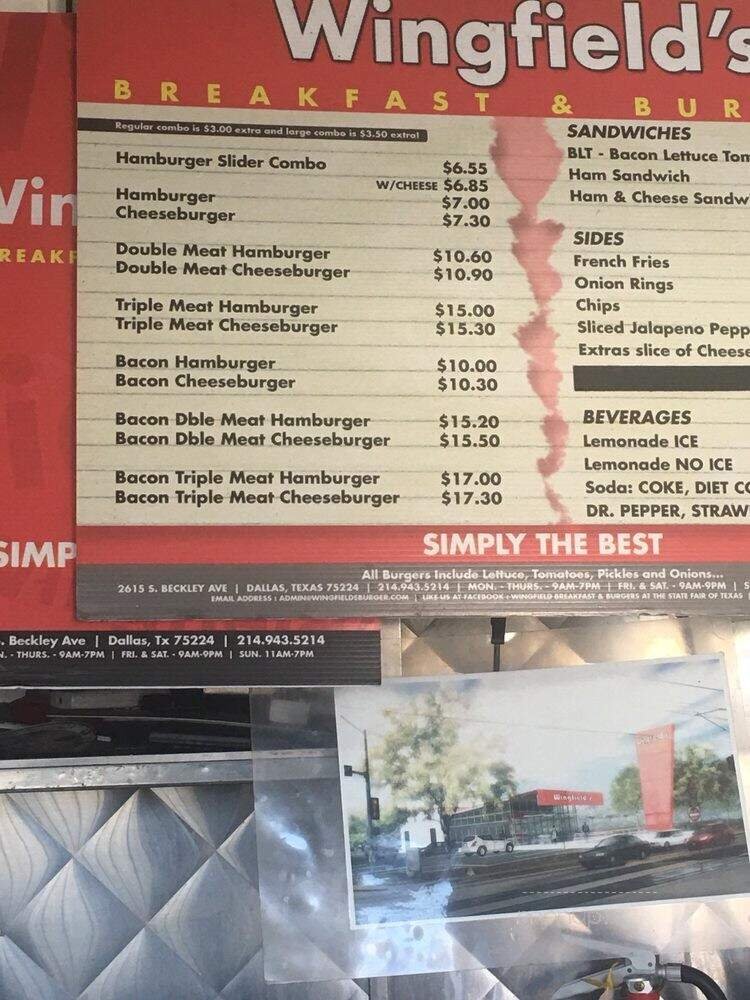 Wingfield's
BREAKFAST & BUR
Regular combo is $3.00 extra and large combo is $3.50 extra!
Hamburger Slider Combo $6.55
W/CHEESE $6.85
Hamburger $7.00
Cheeseburger $7.30
Double Meat Hamburger $10.60
Double Meat Cheeseburger $10.90
Triple Meat Hamburger $15.00
Triple Meat Cheeseburger $15.30
Bacon Hamburger $10.00
Bacon Cheeseburger $10.30
Bacon Dble Meat Hamburger $15.20
Bacon Dble Meat Cheeseburger $15.50
Bacon Triple Meat Hamburger $17.00
Bacon Triple Meat Cheeseburger $17.30
SANDWICHES
BLT - Bacon Lettuce Tom
Ham Sandwich
Ham & Cheese Sandw
SIDES
French Fries
Onion Rings
Chips
Sliced Jalapeno Pepp
Extras slice of Cheese
BEVERAGES
Lemonade ICE
Lemonade NO ICE
Soda: COKE, DIET CO
DR. PEPPER, STRAW
SIMPLY THE BEST
All Burgers Include Lettuce, Tomatoes, Pickles and Onions...
2615 S. BECKLEY AVE | DALLAS, TEXAS 75224 | 214.943.5214 | MON. - THURS. - 9AM-7PM | FRI. & SAT. - 9AM-9PM | S
EMAIL ADDRESS : ADMIN@WINGFIELDSBURGER.COM | LIKE US AT FACEBOOK : WINGFIELD BREAKFAST & BURGERS AT THE STATE FAIR OF TEXAS |
Win
REAKF
SIMP
. Beckley Ave | Dallas, Tx 75224 | 214.943.5214
N. - THURS. - 9AM-7PM | FRI. & SAT. - 9AM-9PM | SUN. 11AM-7PM
Wingfield's